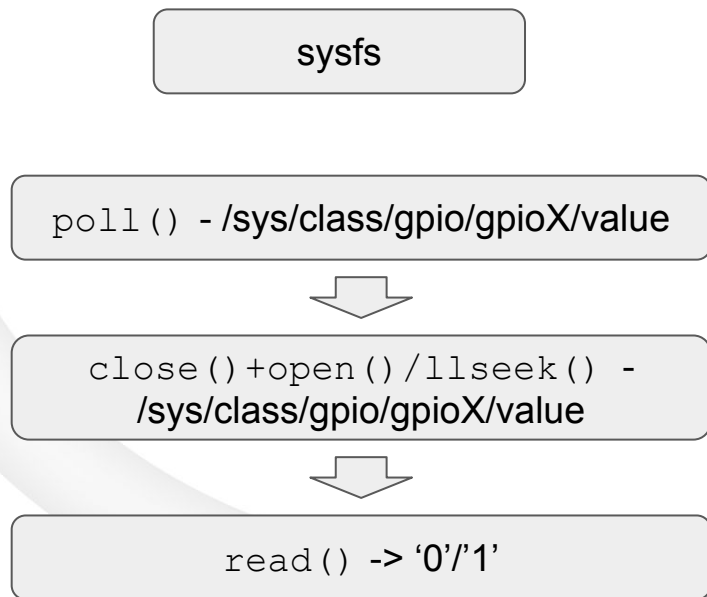 sysfs
poll() - /sys/class/gpio/gpioX/value
close()+open()/llseek() -
/sys/class/gpio/gpioX/value
read() -> ‘0’/’1’